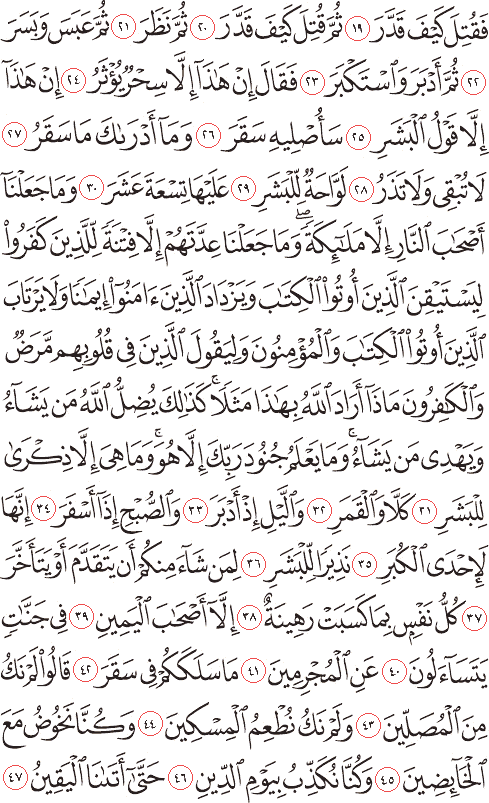 فَقُتِلَ كَيۡفَ قَدَّرَ ١٩ ثُمَّ قُتِلَ كَيۡفَ قَدَّرَ ٢٠ ثُمَّ نَظَرَ ٢١ ثُمَّ عَبَسَ وَبَسَرَ
٢٢ ثُمَّ أَدۡبَرَ وَٱسۡتَكۡبَرَ ٢٣ فَقَالَ إِنۡ هَٰذَآ إِلَّا سِحۡرٞ يُؤۡثَرُ ٢٤ إِنۡ هَٰذَآ
إِلَّا قَوۡلُ ٱلۡبَشَرِ ٢٥ سَأُصۡلِيهِ سَقَرَ ٢٦ وَمَآ أَدۡرَىٰكَ مَا سَقَرُ ٢٧
لَا تُبۡقِي وَلَا تَذَرُ ٢٨ لَوَّاحَةٞ لِّلۡبَشَرِ ٢٩ عَلَيۡهَا تِسۡعَةَ عَشَرَ ٣٠ وَمَا جَعَلۡنَآ
أَصۡحَٰبَ ٱلنَّارِ إِلَّا مَلَٰٓئِكَةٗۖ وَمَا جَعَلۡنَا عِدَّتَهُمۡ إِلَّا فِتۡنَةٗ لِّلَّذِينَ كَفَرُواْ
لِيَسۡتَيۡقِنَ ٱلَّذِينَ أُوتُواْ ٱلۡكِتَٰبَ وَيَزۡدَادَ ٱلَّذِينَ ءَامَنُوٓاْ إِيمَٰنٗا وَلَا يَرۡتَابَ
ٱلَّذِينَ أُوتُواْ ٱلۡكِتَٰبَ وَٱلۡمُؤۡمِنُونَ وَلِيَقُولَ ٱلَّذِينَ فِي قُلُوبِهِم مَّرَضٞ
وَٱلۡكَٰفِرُونَ مَاذَآ أَرَادَ ٱللَّهُ بِهَٰذَا مَثَلٗاۚ كَذَٰلِكَ يُضِلُّ ٱللَّهُ مَن يَشَآءُ
وَيَهۡدِي مَن يَشَآءُۚ وَمَا يَعۡلَمُ جُنُودَ رَبِّكَ إِلَّا هُوَۚ وَمَا هِيَ إِلَّا ذِكۡرَىٰ
لِلۡبَشَرِ ٣١ كَلَّا وَٱلۡقَمَرِ ٣٢ وَٱلَّيۡلِ إِذۡ أَدۡبَرَ ٣٣ وَٱلصُّبۡحِ إِذَآ أَسۡفَرَ ٣٤ إِنَّهَا
لَإِحۡدَى ٱلۡكُبَرِ ٣٥ نَذِيرٗا لِّلۡبَشَرِ ٣٦ لِمَن شَآءَ مِنكُمۡ أَن يَتَقَدَّمَ أَوۡ يَتَأَخَّرَ
٣٧ كُلُّ نَفۡسِۭ بِمَا كَسَبَتۡ رَهِينَةٌ ٣٨ إِلَّآ أَصۡحَٰبَ ٱلۡيَمِينِ ٣٩ فِي جَنَّٰتٖ
يَتَسَآءَلُونَ ٤٠ عَنِ ٱلۡمُجۡرِمِينَ ٤١ مَا سَلَكَكُمۡ فِي سَقَرَ ٤٢ قَالُواْ لَمۡ نَكُ
مِنَ ٱلۡمُصَلِّينَ ٤٣ وَلَمۡ نَكُ نُطۡعِمُ ٱلۡمِسۡكِينَ ٤٤ وَكُنَّا نَخُوضُ مَعَ
ٱلۡخَآئِضِينَ ٤٥ وَكُنَّا نُكَذِّبُ بِيَوۡمِ ٱلدِّينِ ٤٦ حَتَّىٰٓ أَتَىٰنَا ٱلۡيَقِينُ ٤٧